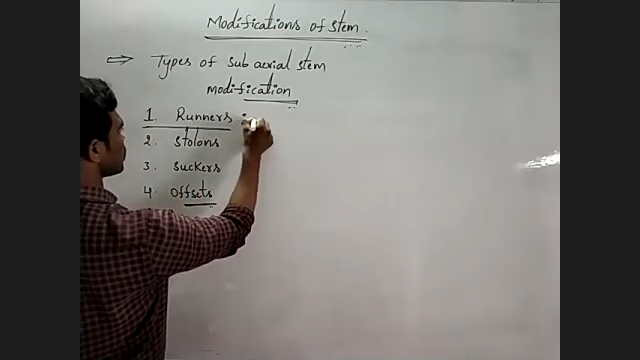 Modifications of stem.
⇒ Types of Sub aerial stem
modification
1. Runners :
2. Stolons
3. Suckers
4. Offsets